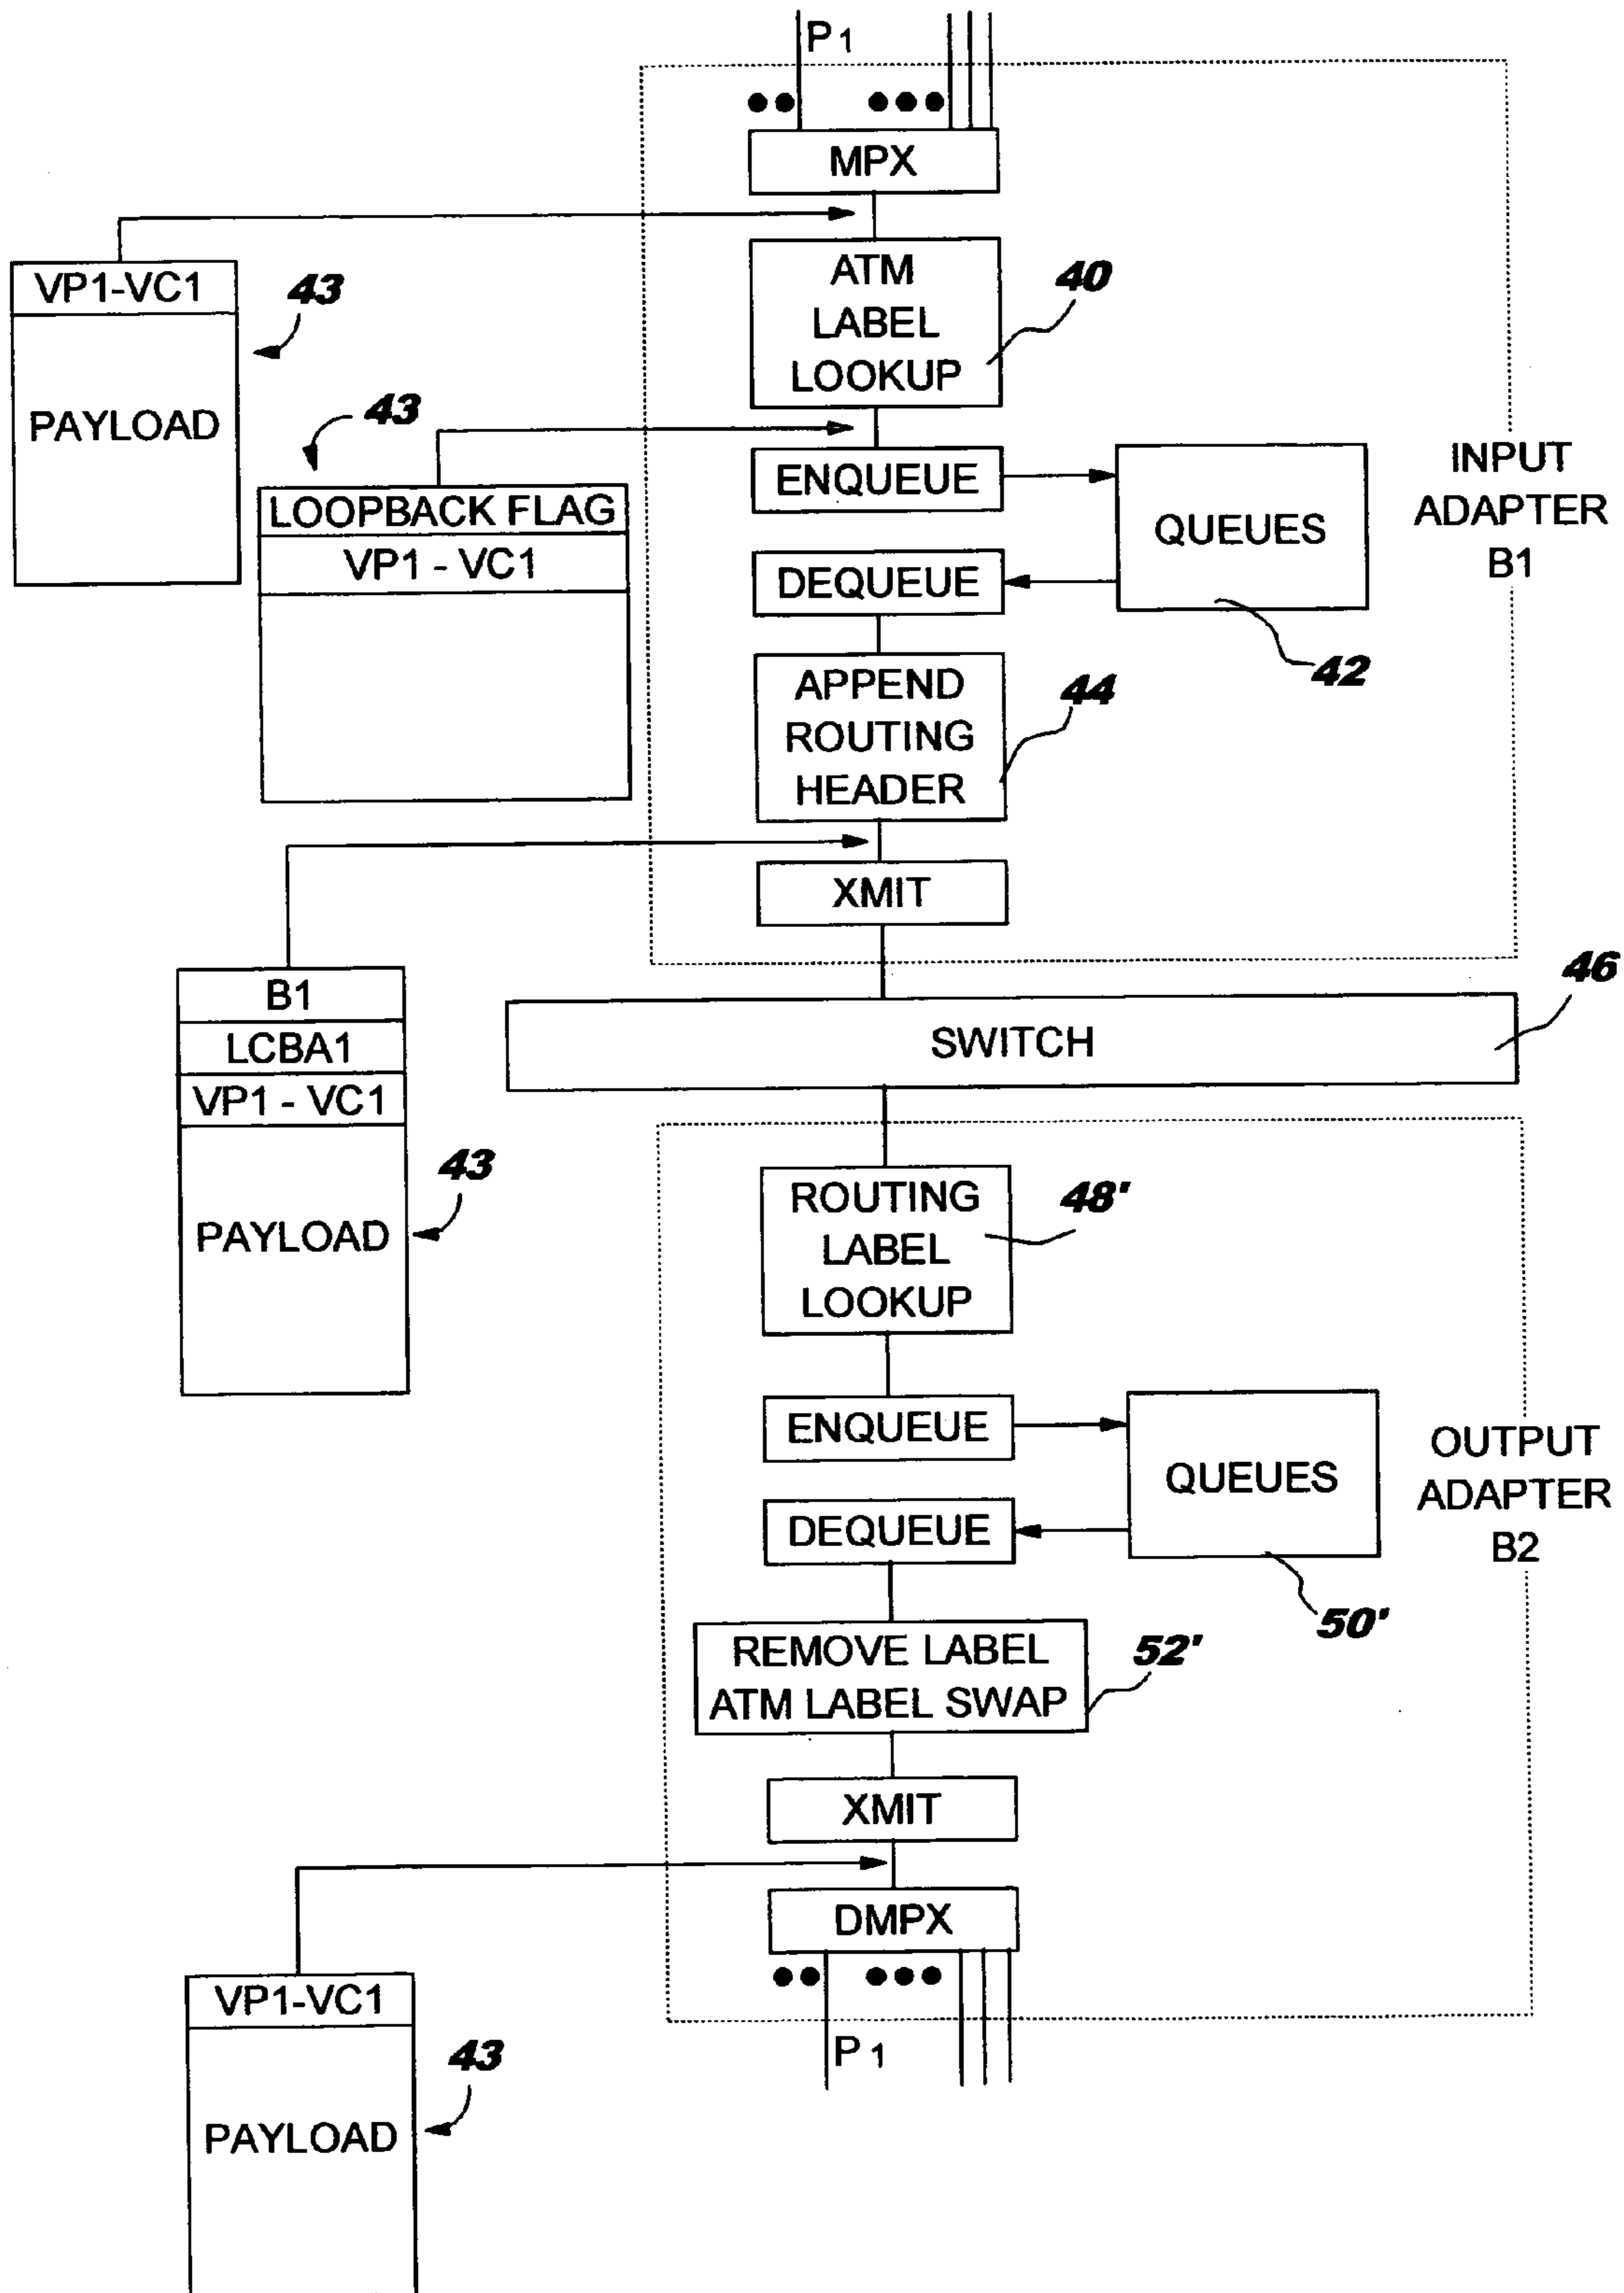 P1
MPX
VP1-VC1
43
PAYLOAD
ATM
LABEL
LOOKUP
40
43
LOOPBACK FLAG
VP1 - VC1
ENQUEUE
QUEUES
DEQUEUE
42
INPUT
ADAPTER
B1
APPEND
ROUTING
HEADER
44
XMIT
B1
LCBA1
VP1 - VC1
PAYLOAD
43
SWITCH
46
ROUTING
LABEL
LOOKUP
48'
ENQUEUE
QUEUES
DEQUEUE
50'
OUTPUT
ADAPTER
B2
REMOVE LABEL
ATM LABEL SWAP
52'
XMIT
DMPX
VP1-VC1
PAYLOAD
43
P1